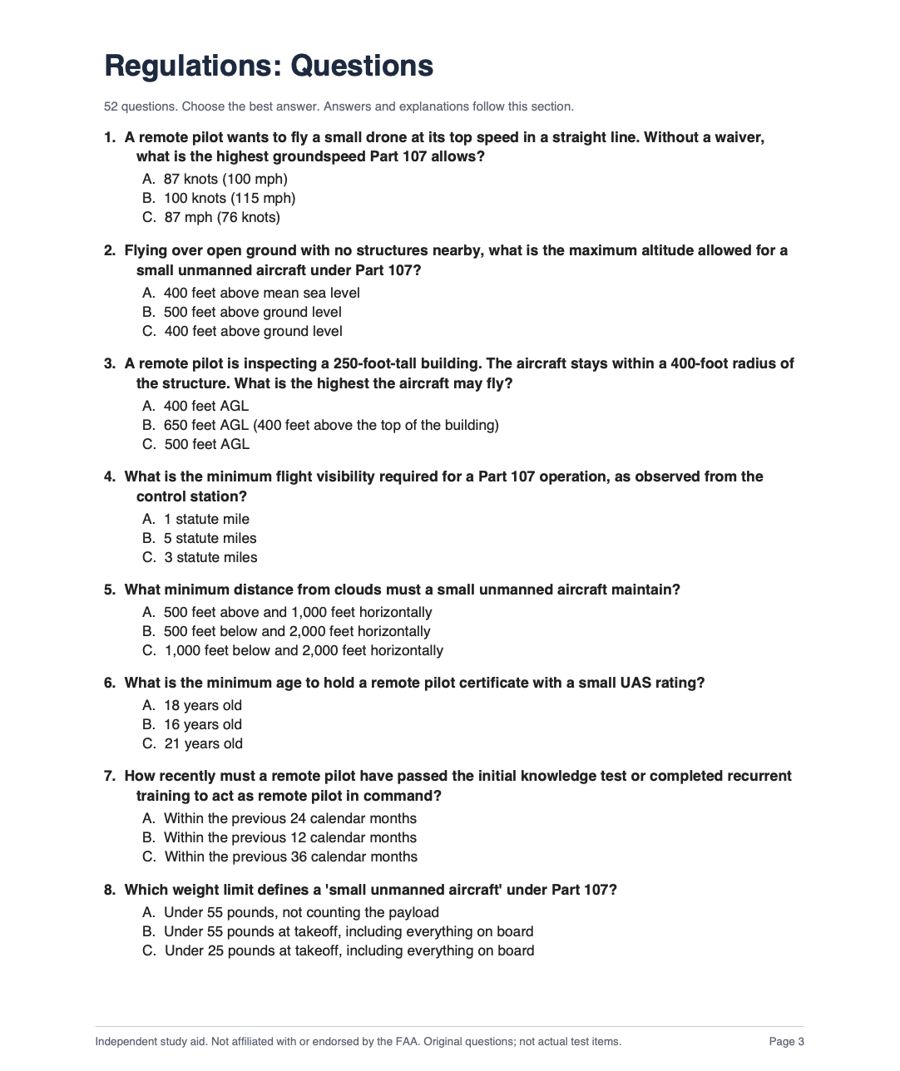 Regulations: Questions
52 questions. Choose the best answer. Answers and explanations follow this section.
1. A remote pilot wants to fly a small drone at its top speed in a straight line. Without a waiver,
what is the highest groundspeed Part 107 allows?
A. 87 knots (100 mph)
B. 100 knots (115 mph)
C. 87 mph (76 knots)
2. Flying over open ground with no structures nearby, what is the maximum altitude allowed for a
small unmanned aircraft under Part 107?
A. 400 feet above mean sea level
B. 500 feet above ground level
C. 400 feet above ground level
3. A remote pilot is inspecting a 250-foot-tall building. The aircraft stays within a 400-foot radius of
the structure. What is the highest the aircraft may fly?
A. 400 feet AGL
B. 650 feet AGL (400 feet above the top of the building)
C. 500 feet AGL
4. What is the minimum flight visibility required for a Part 107 operation, as observed from the
control station?
A. 1 statute mile
B. 5 statute miles
C. 3 statute miles
5. What minimum distance from clouds must a small unmanned aircraft maintain?
A. 500 feet above and 1,000 feet horizontally
B. 500 feet below and 2,000 feet horizontally
C. 1,000 feet below and 2,000 feet horizontally
6. What is the minimum age to hold a remote pilot certificate with a small UAS rating?
A. 18 years old
B. 16 years old
C. 21 years old
7. How recently must a remote pilot have passed the initial knowledge test or completed recurrent
training to act as remote pilot in command?
A. Within the previous 24 calendar months
B. Within the previous 12 calendar months
C. Within the previous 36 calendar months
8. Which weight limit defines a 'small unmanned aircraft' under Part 107?
A. Under 55 pounds, not counting the payload
B. Under 55 pounds at takeoff, including everything on board
C. Under 25 pounds at takeoff, including everything on board
Independent study aid. Not affiliated with or endorsed by the FAA. Original questions; not actual test items.
Page 3